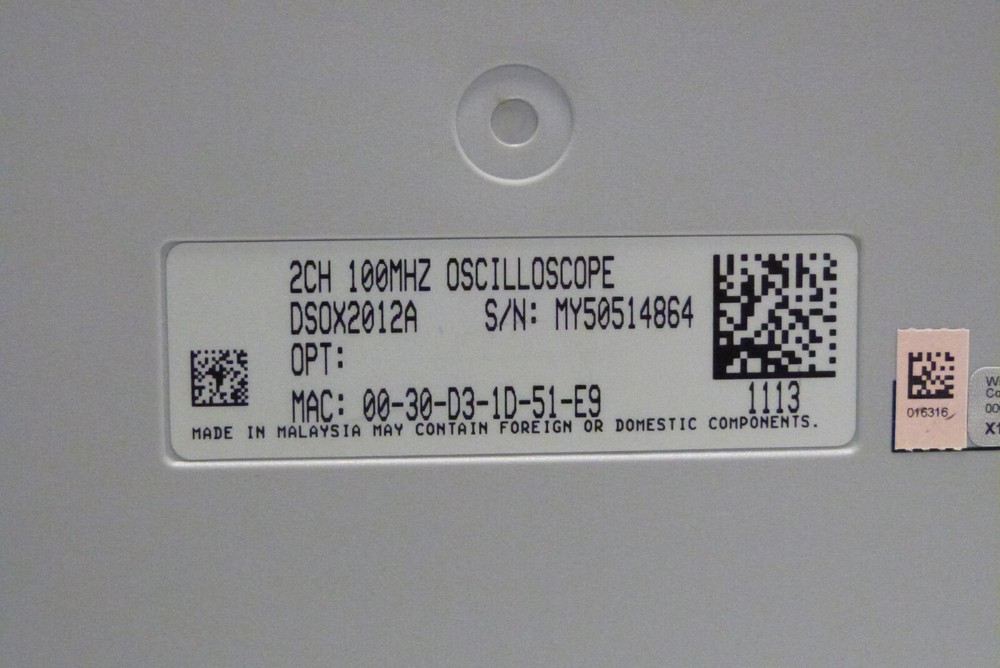 2CH 100MHZ OSCILLOSCOPE
DSOX2012A S/N: MY50514864
OPT:
MAC: 00-30-D3-1D-51-E9 1113
MADE IN MALAYSIA MAY CONTAIN FOREIGN OR DOMESTIC COMPONENTS.
016316